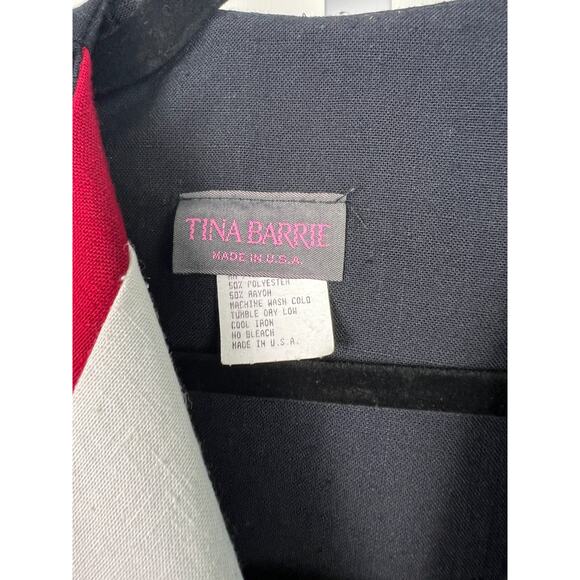 TINA BARRIE
MADE IN U.S.A.
50% POLYESTER
50% RAYON
MACHINE WASH COLD
TUMBLE DRY LOW
COOL IRON
NO BLEACH
MADE IN U.S.A.